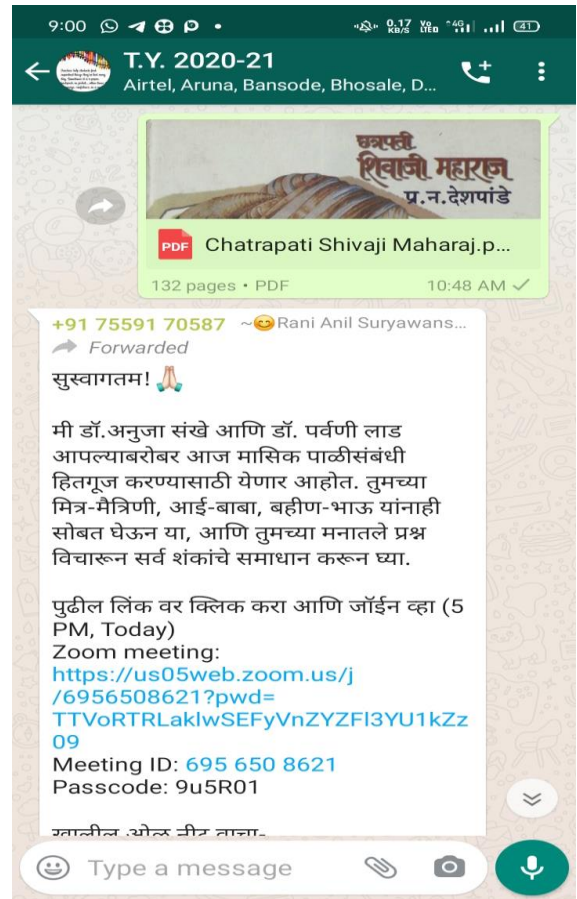 9:00
0.17 KB/S
4G
41
T.Y. 2020-21
Airtel, Aruna, Bansode, Bhosale, D...
छत्रपती
शिवाजी महाराज
प्र.न.देशपांडे
PDF Chatrapati Shivaji Maharaj.p...
132 pages • PDF 10:48 AM
+91 75591 70587 ~😊Rani Anil Suryawans...
Forwarded
सुस्वागतम! 🙏🏻
मी डॉ.अनुजा संखे आणि डॉ. पर्वणी लाड
आपल्याबरोबर आज मासिक पाळीसंबंधी
हितगूज करण्यासाठी येणार आहोत. तुमच्या
मित्र-मैत्रिणी, आई-बाबा, बहीण-भाऊ यांनाही
सोबत घेऊन या, आणि तुमच्या मनातले प्रश्न
विचारून सर्व शंकांचे समाधान करून घ्या.
पुढील लिंक वर क्लिक करा आणि जॉईन व्हा (5
PM, Today)
Zoom meeting:
https://us05web.zoom.us/j
/6956508621?pwd=
TTVoRTRLaklwSEFyVnZYZFl3YU1kZz
09
Meeting ID: 695 650 8621
Passcode: 9u5R01
खालील ओळ नीट वाचा-
Type a message